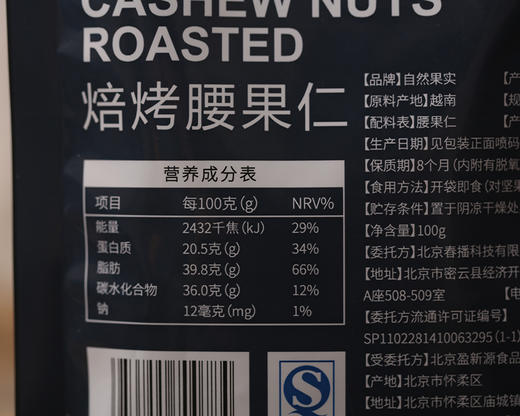 CASHEW NUTS
ROASTED
焙烤腰果仁
营养成分表
项目 每100克(g) NRV%
能量 2432千焦(kJ) 29%
蛋白质 20.5克(g) 34%
脂肪 39.8克(g) 66%
碳水化合物 36.0克(g) 12%
钠 12毫克(mg) 1%
【品牌】自然果实 【产
【原料产地】越南 【规
【配料表】腰果仁 【产
【生产日期】见包装正面喷码
【保质期】8个月(内附有脱氧
【食用方法】开袋即食(对坚果
【贮存条件】置于阴凉干燥处
【净含量】100g
【委托方】北京春播科技有限
【地址】北京市密云县经济开
A座508-509室 【电
【委托方流通许可证编号】
SP1102281410063295(1-1)
【受委托方】北京盈新源食品
【产地】北京市怀柔区
【地址】北京市怀柔区庙城镇